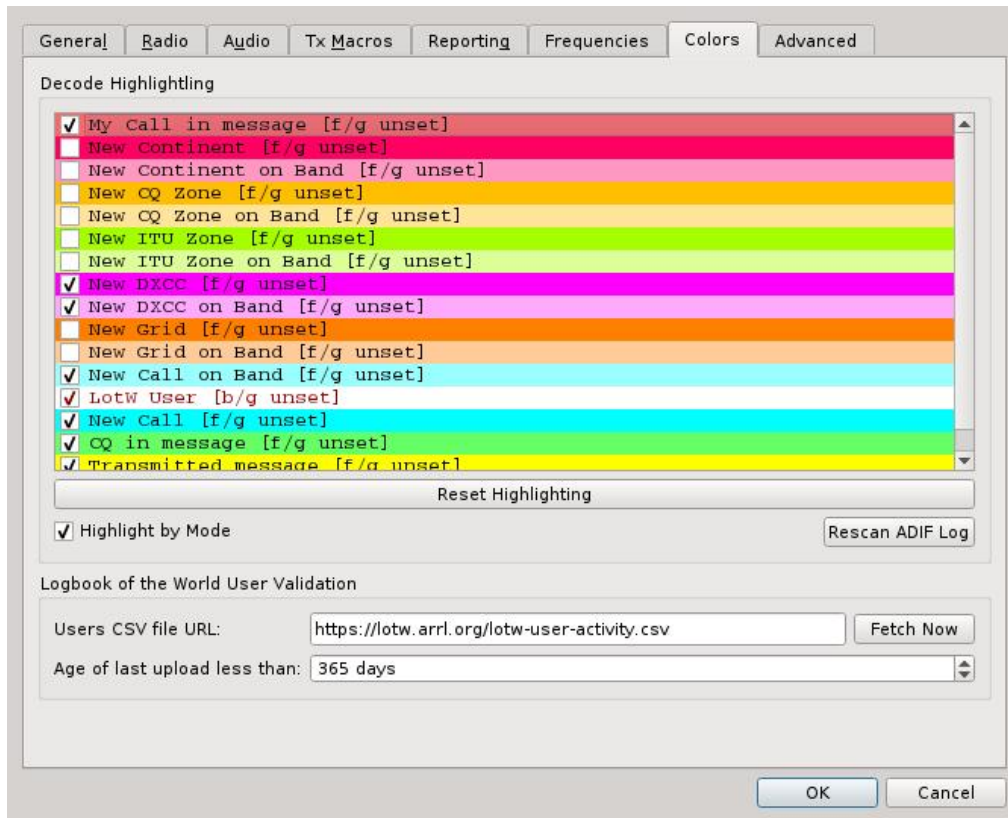 General Radio Audio Tx Macros Reporting Frequencies Colors Advanced
Decode Highlightling
My Call in message [f/g unset]
New Continent [f/g unset]
New Continent on Band [f/g unset]
New CQ Zone [f/g unset]
New CQ Zone on Band [f/g unset]
New ITU Zone [f/g unset]
New ITU Zone on Band [f/g unset]
New DXCC [f/g unset]
New DXCC on Band [f/g unset]
New Grid [f/g unset]
New Grid on Band [f/g unset]
New Call on Band [f/g unset]
LotW User [b/g unset]
New Call [f/g unset]
CQ in message [f/g unset]
Transmitted message [f/g unset]
Reset Highlighting
Highlight by Mode Rescan ADIF Log
Logbook of the World User Validation
Users CSV file URL: https://lotw.arrl.org/lotw-user-activity.csv Fetch Now
Age of last upload less than: 365 days
OK Cancel